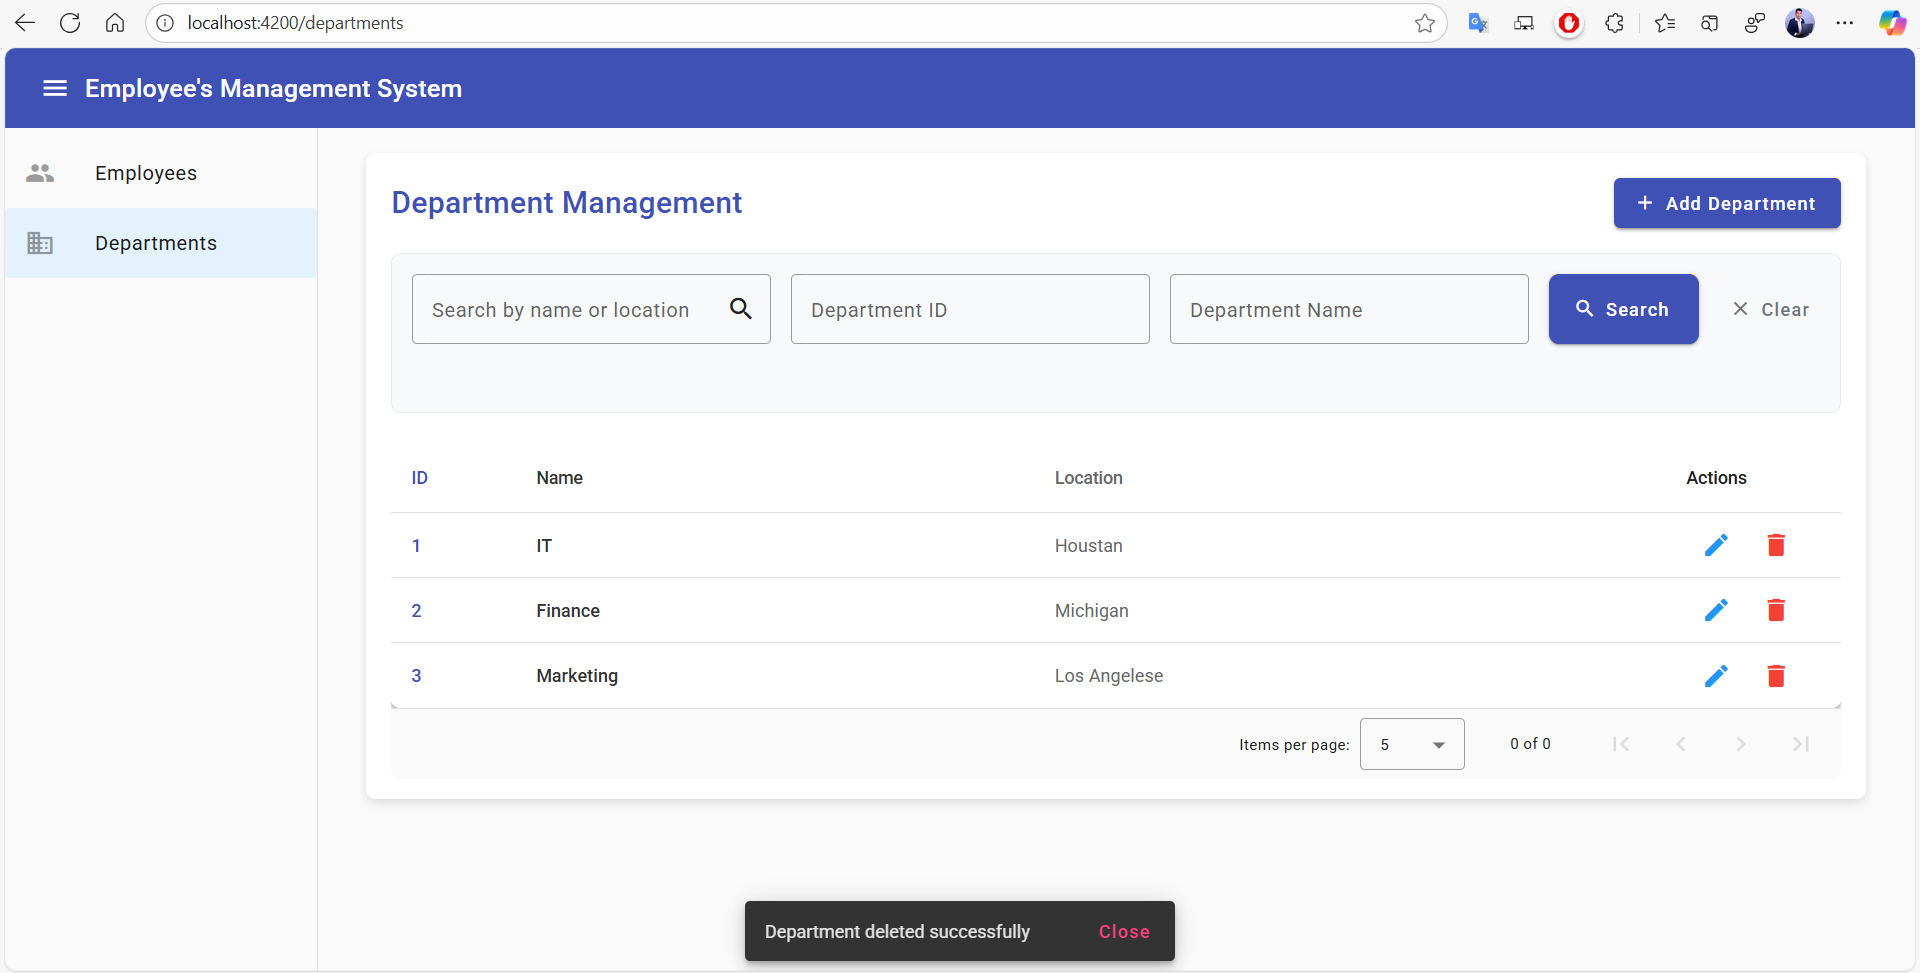 localhost:4200/departments
Employee's Management System
Employees
Departments
Department Management
+ Add Department
Search by name or location
Department ID
Department Name
Search
Clear
ID Name Location Actions
1 IT Houstan
2 Finance Michigan
3 Marketing Los Angelese
Items per page: 5 0 of 0
Department deleted successfully Close